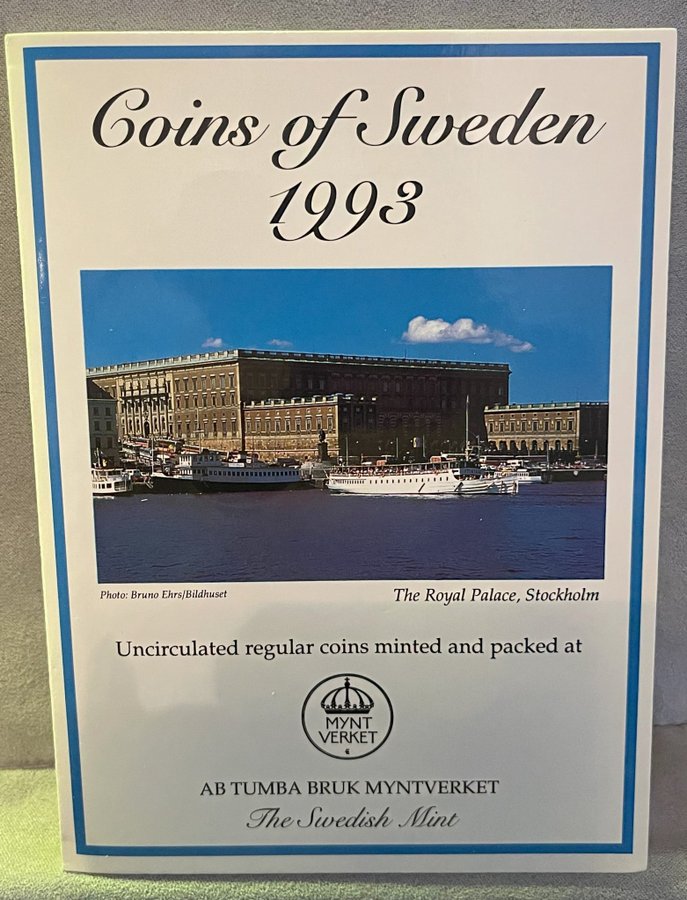 Coins of Sweden
1993
Photo: Bruno Ehrs/Bildhuset
The Royal Palace, Stockholm
Uncirculated regular coins minted and packed at
MYNT
VERKET
AB TUMBA BRUK MYNTVERKET
The Swedish Mint